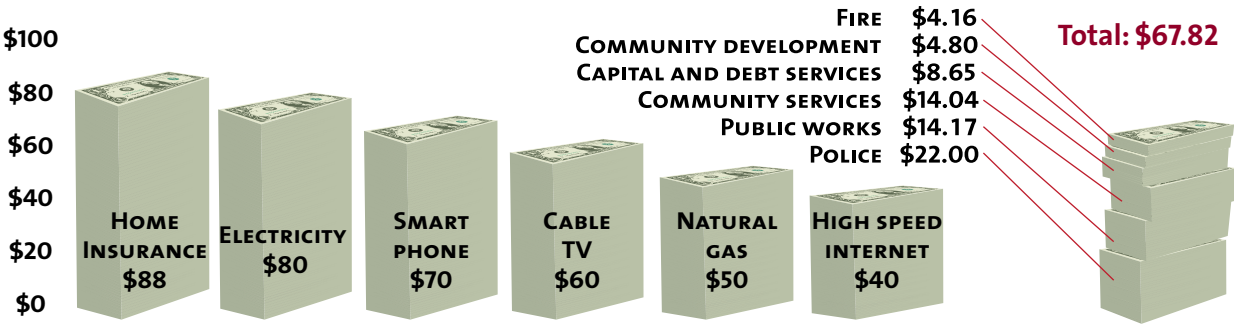 $100
$80
$60
$40
$20
$0
HOME
INSURANCE
$88
ELECTRICITY
$80
SMART
PHONE
$70
CABLE
TV
$60
NATURAL
GAS
$50
HIGH SPEED
INTERNET
$40
FIRE $4.16
COMMUNITY DEVELOPMENT $4.80
CAPITAL AND DEBT SERVICES $8.65
COMMUNITY SERVICES $14.04
PUBLIC WORKS $14.17
POLICE $22.00
Total: $67.82